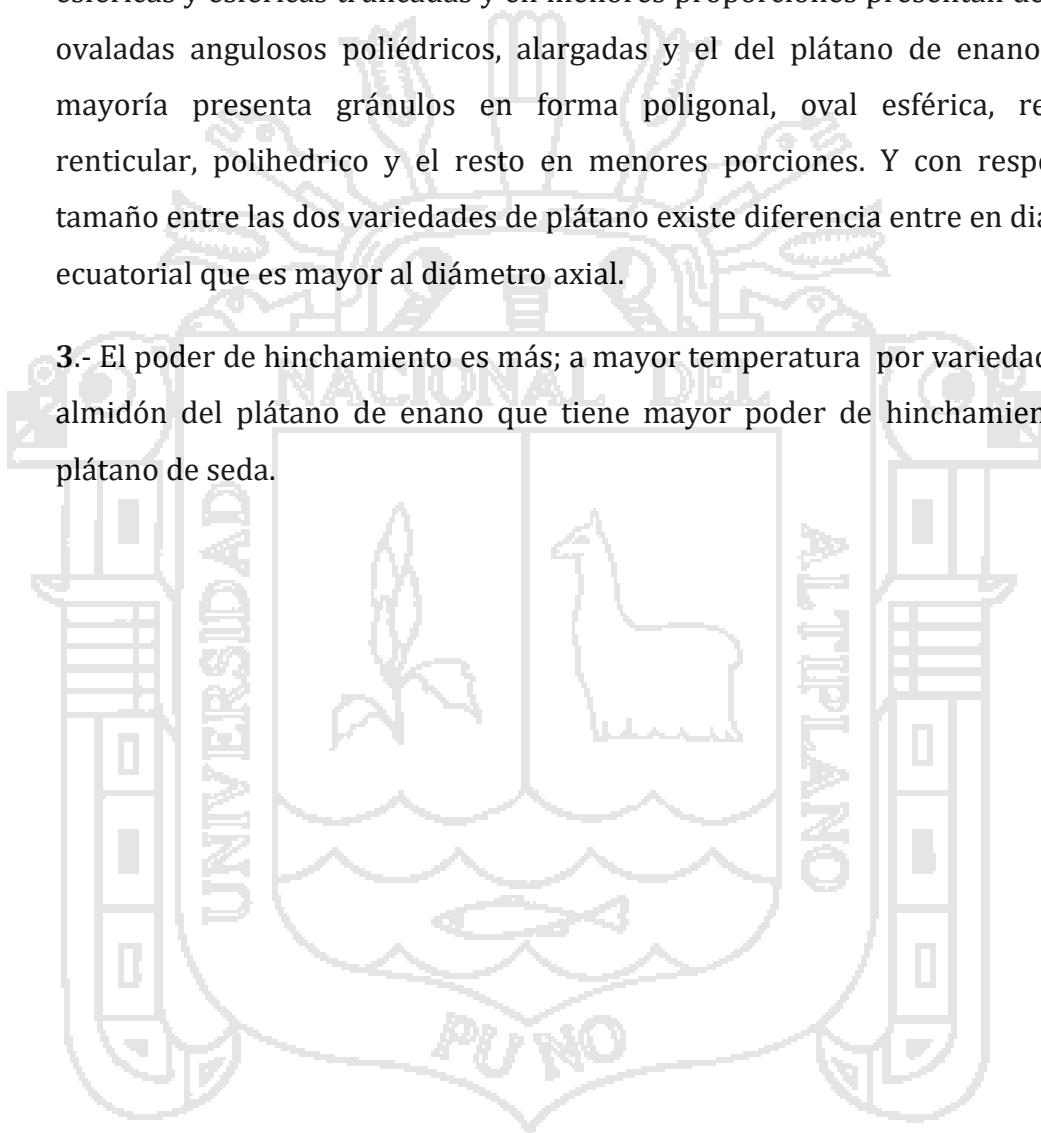 esféricas y esféricas truncadas y en menores proporciones presentan
ovaladas angulosos poliédricos, alargadas y el del plátano de enano
mayoría presenta gránulos en forma poligonal, oval esférica,
renticular, polihedrico y el resto en menores porciones. Y con
tamaño entre las dos variedades de plátano existe diferencia entre en
ecuatorial que es mayor al diámetro axial.
3.- El poder de hinchamiento es más; a mayor temperatura por variedad
almidón del plátano de enano que tiene mayor poder de
plátano de seda.
NACIONAL DEL
UNIVERSIDAD
ALTIPLANO
PUNO